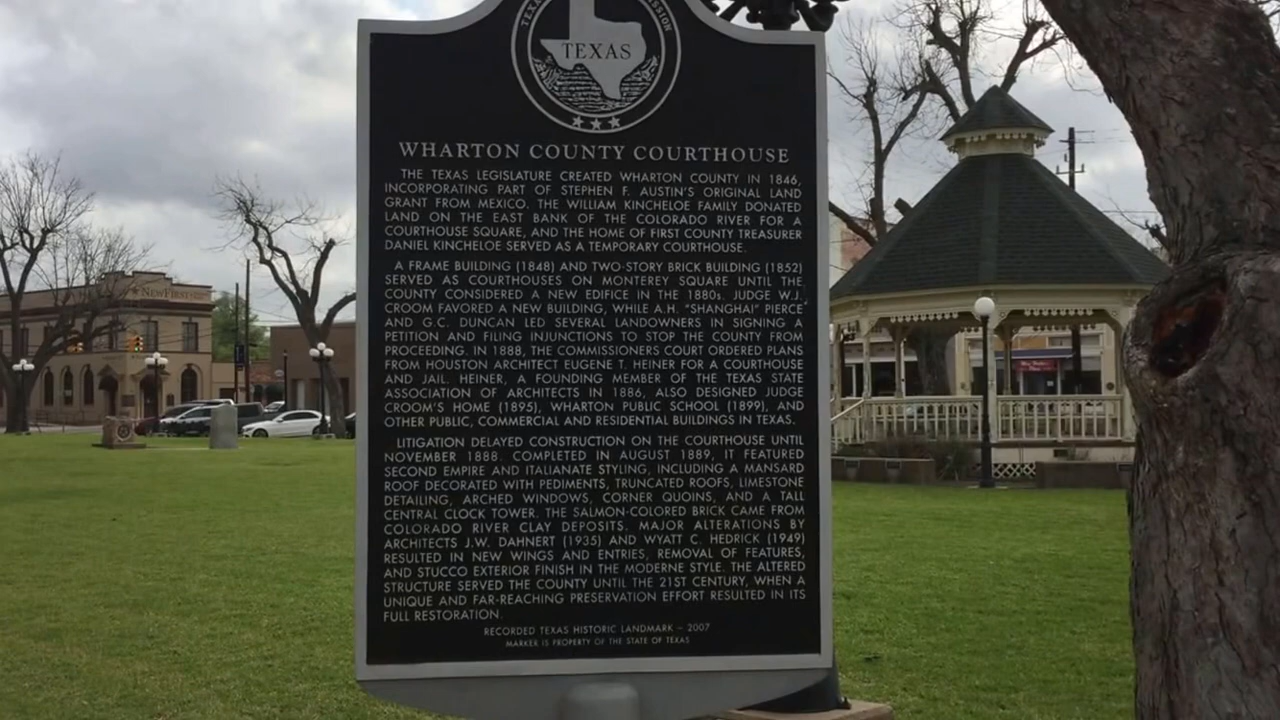 TEXAS
WHARTON COUNTY COURTHOUSE
THE TEXAS LEGISLATURE CREATED WHARTON COUNTY IN 1846,
INCORPORATING PART OF STEPHEN F. AUSTIN'S ORIGINAL LAND
GRANT FROM MEXICO. THE WILLIAM KINCHELOE FAMILY DONATED
LAND ON THE EAST BANK OF THE COLORADO RIVER FOR A
COURTHOUSE SQUARE, AND THE HOME OF FIRST COUNTY TREASURER
DANIEL KINCHELOE SERVED AS A TEMPORARY COURTHOUSE.
A FRAME BUILDING (1848) AND TWO-STORY BRICK BUILDING (1852)
SERVED AS COURTHOUSES ON MONTEREY SQUARE UNTIL THE
COUNTY CONSIDERED A NEW EDIFICE IN THE 1880s. JUDGE W.J.
CROOM FAVORED A NEW BUILDING, WHILE A.H. "SHANGHAI" PIERCE
AND G.C. DUNCAN LED SEVERAL LANDOWNERS IN SIGNING A
PETITION AND FILING INJUNCTIONS TO STOP THE COUNTY FROM
PROCEEDING. IN 1888, THE COMMISSIONERS COURT ORDERED PLANS
FROM HOUSTON ARCHITECT EUGENE T. HEINER FOR A COURTHOUSE
AND JAIL. HEINER, A FOUNDING MEMBER OF THE TEXAS STATE
ASSOCIATION OF ARCHITECTS IN 1886, ALSO DESIGNED JUDGE
CROOM'S HOME (1895), WHARTON PUBLIC SCHOOL (1899), AND
OTHER PUBLIC, COMMERCIAL AND RESIDENTIAL BUILDINGS IN TEXAS.
LITIGATION DELAYED CONSTRUCTION ON THE COURTHOUSE UNTIL
NOVEMBER 1888. COMPLETED IN AUGUST 1889, IT FEATURED
SECOND EMPIRE AND ITALIANATE STYLING, INCLUDING A MANSARD
ROOF DECORATED WITH PEDIMENTS, TRUNCATED ROOFS, LIMESTONE
DETAILING, ARCHED WINDOWS, CORNER QUOINS, AND A TALL
CENTRAL CLOCK TOWER. THE SALMON-COLORED BRICK CAME FROM
COLORADO RIVER CLAY DEPOSITS. MAJOR ALTERATIONS BY
ARCHITECTS J.W. DAHNERT (1935) AND WYATT C. HEDRICK (1949)
RESULTED IN NEW WINGS AND ENTRIES, REMOVAL OF FEATURES,
AND STUCCO EXTERIOR FINISH IN THE MODERNE STYLE. THE ALTERED
STRUCTURE SERVED THE COUNTY UNTIL THE 21ST CENTURY, WHEN A
UNIQUE AND FAR-REACHING PRESERVATION EFFORT RESULTED IN ITS
FULL RESTORATION.
RECORDED TEXAS HISTORIC LANDMARK – 2007
MARKER IS PROPERTY OF THE STATE OF TEXAS
NEWFIRST